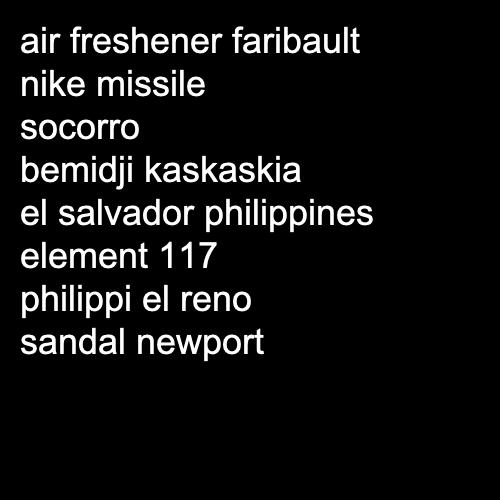 air freshener faribault
nike missile
socorro
bemidji kaskaskia
el salvador philippines
element 117
philippi el reno
sandal newport